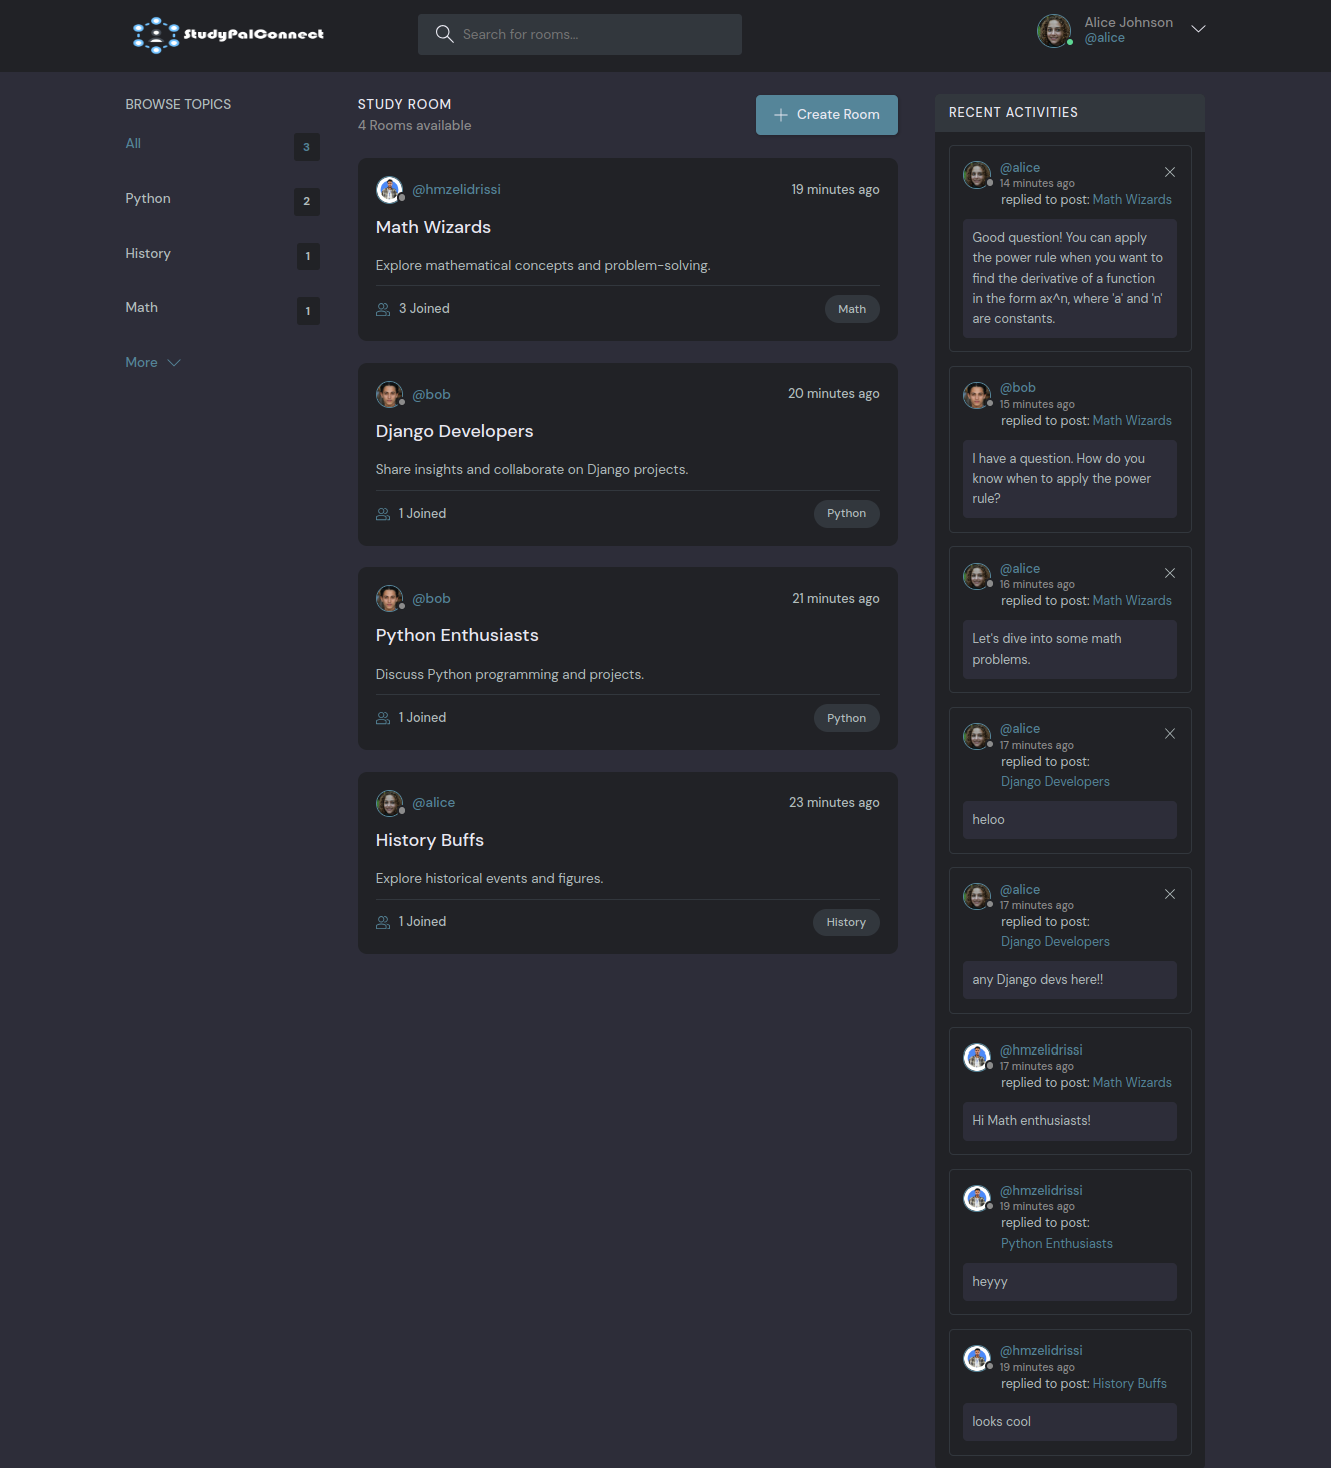 StudyPalConnect
Search for rooms...
Alice Johnson
@alice
BROWSE TOPICS
All
3
Python
2
History
1
Math
1
More
STUDY ROOM
4 Rooms available
Create Room
@hmzelidrissi
19 minutes ago
Math Wizards
Explore mathematical concepts and problem-solving.
3 Joined
Math
@bob
20 minutes ago
Django Developers
Share insights and collaborate on Django projects.
1 Joined
Python
@bob
21 minutes ago
Python Enthusiasts
Discuss Python programming and projects.
1 Joined
Python
@alice
23 minutes ago
History Buffs
Explore historical events and figures.
1 Joined
History
RECENT ACTIVITIES
@alice
14 minutes ago
replied to post: Math Wizards
Good question! You can apply
the power rule when you want to
find the derivative of a function
in the form ax^n, where 'a' and 'n'
are constants.
@bob
15 minutes ago
replied to post: Math Wizards
I have a question. How do you
know when to apply the power
rule?
@alice
16 minutes ago
replied to post: Math Wizards
Let's dive into some math
problems.
@alice
17 minutes ago
replied to post:
Django Developers
heloo
@alice
17 minutes ago
replied to post:
Django Developers
any Django devs here!!
@hmzelidrissi
17 minutes ago
replied to post: Math Wizards
Hi Math enthusiasts!
@hmzelidrissi
19 minutes ago
replied to post:
Python Enthusiasts
heyyy
@hmzelidrissi
19 minutes ago
replied to post: History Buffs
looks cool